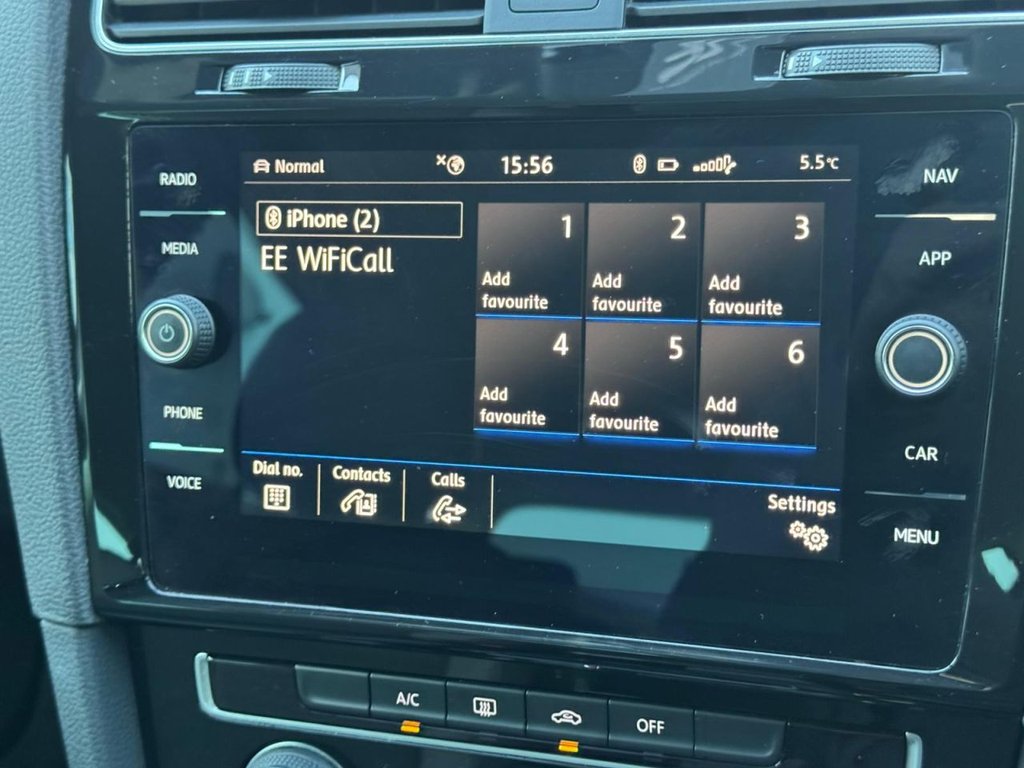 Normal
15:56
5.5°C
RADIO
MEDIA
PHONE
VOICE
iPhone (2)
EE WiFiCall
1
Add
favourite
2
Add
favourite
3
Add
favourite
4
Add
favourite
5
Add
favourite
6
Add
favourite
Dial no.
Contacts
Calls
Settings
NAV
APP
CAR
MENU
A/C
OFF